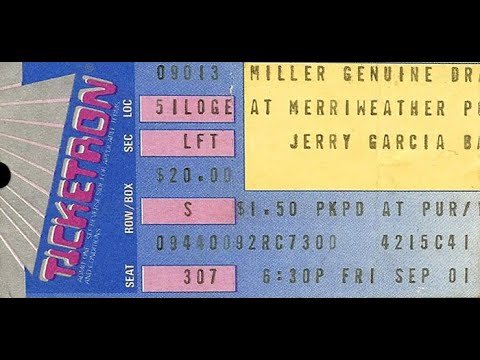 TICKETRON
LOC
SEC
ROW/BOX
SEAT
09013 MILLER GENUINE DRA
5ILOGE AT MERRIWEATHER P
LFT JERRY GARCIA BA
$20.00
S $1.50 PKPD AT PUR/
09440092RC7300 4215C41
307 6:30P FRI SEP 01